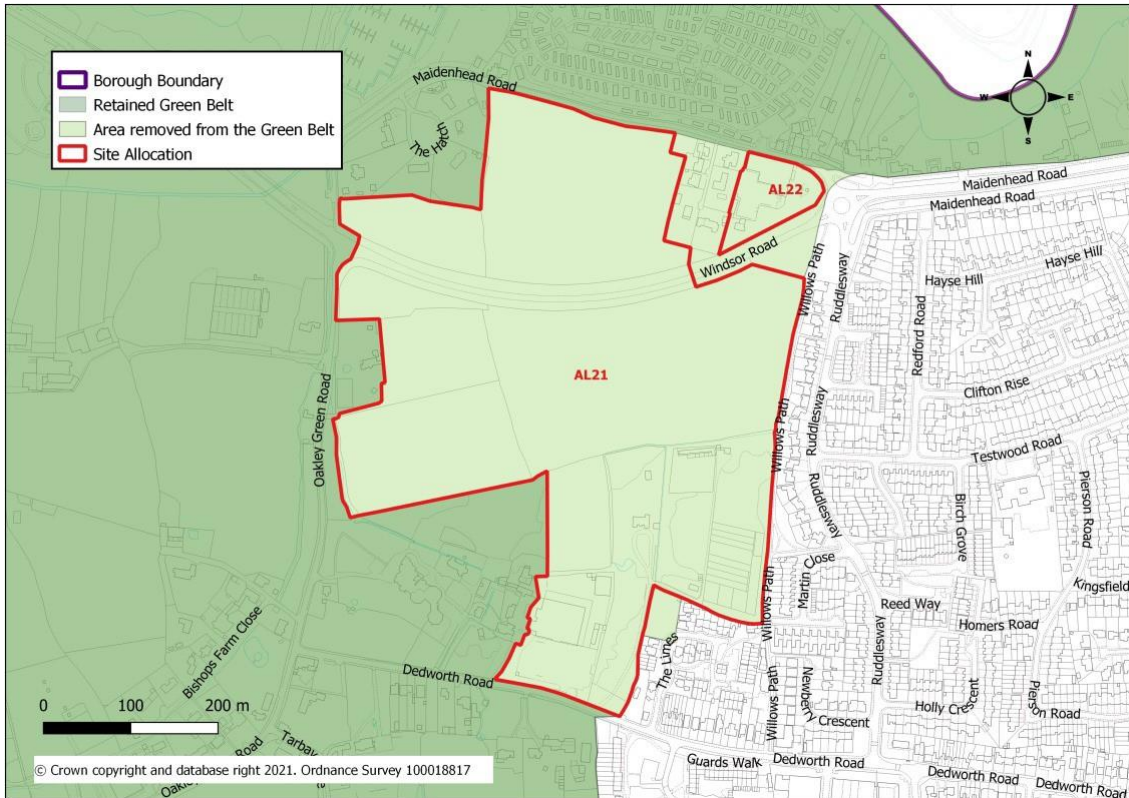 Borough Boundary
Retained Green Belt
Area removed from the Green Belt
Site Allocation
N
W
E
S
Maidenhead Road
The Hatch
AL22
Maidenhead Road
Maidenhead Road
Windsor Road
Willows Path
Ruddlesway
Hayse Hill
Hayse Hill
Redford Road
AL21
Clifton Rise
Oakley Green Road
Willows Path
Ruddlesway
Testwood Road
Pierson Road
Ruddlesway
Birch Grove
Martin Close
Kingsfield
Willows Path
Reed Way
Homers Road
Bishops Farm Close
The Limes
Ruddlesway
Dedworth Road
Willows Path
Newberry
Crescent
Holly Crescent
Pierson Road
0 100 200 m
Guards Walk
Dedworth Road
Dedworth Road
Dedworth Road
© Crown copyright and database right 2021. Ordnance Survey 100018817